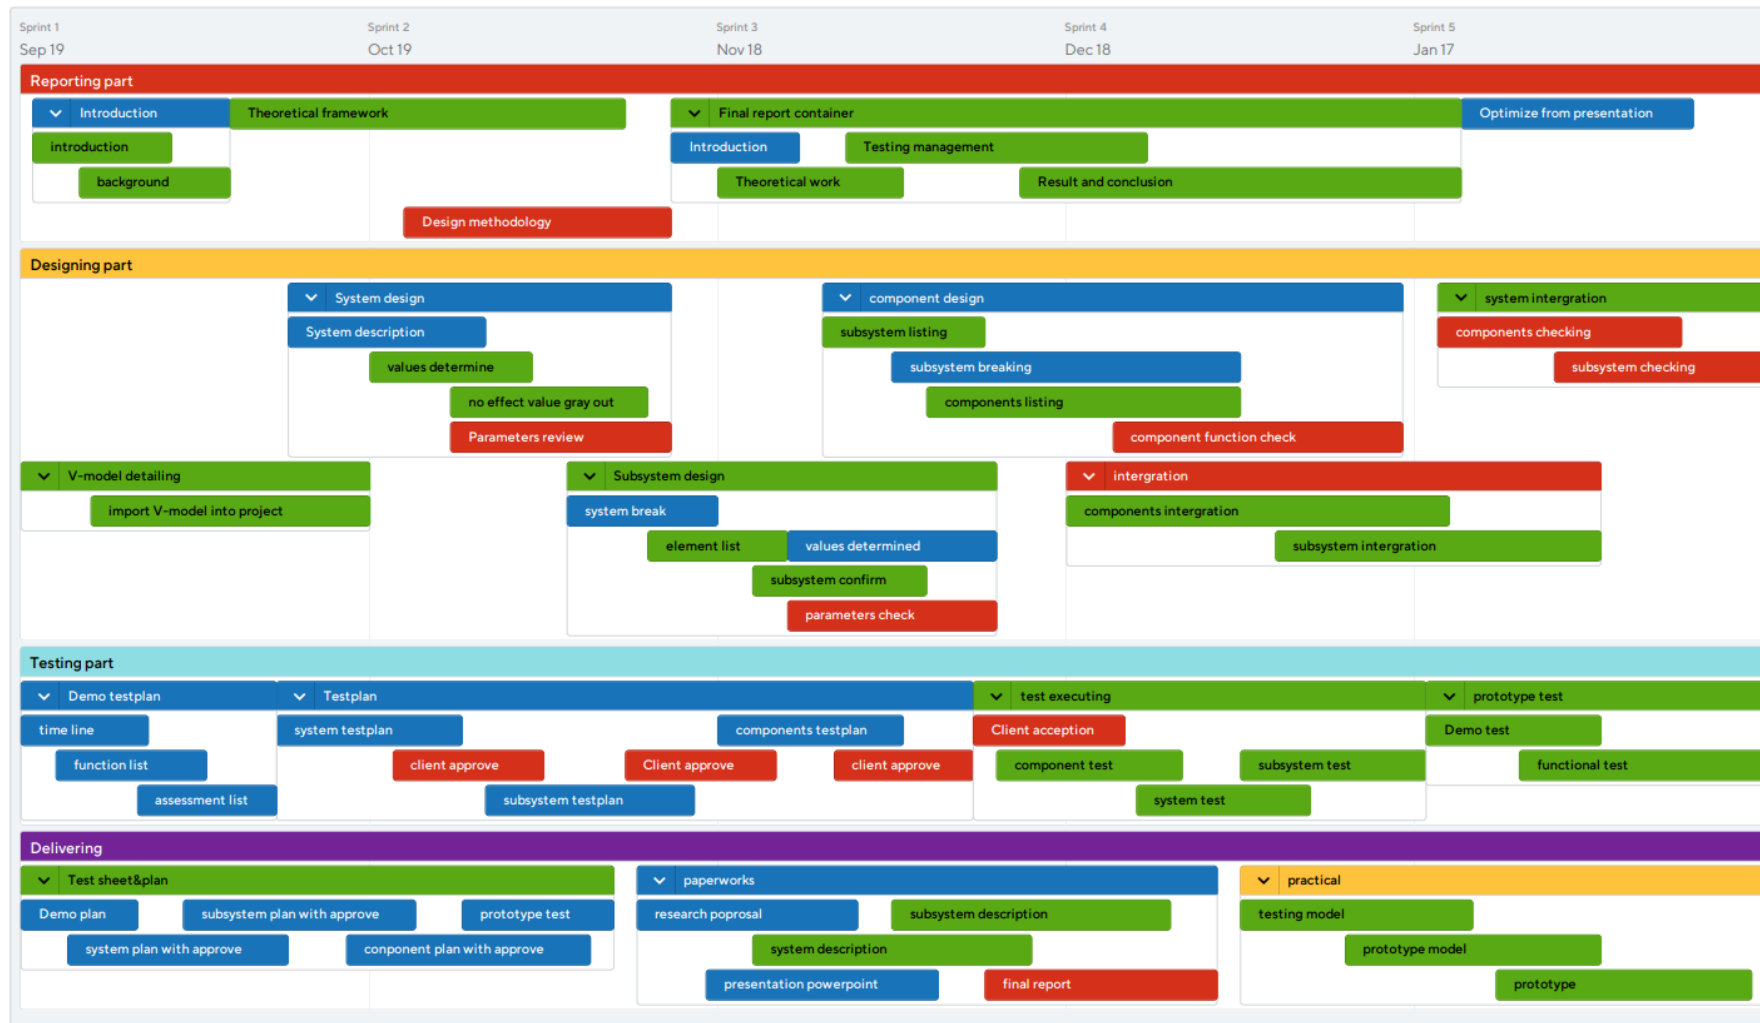 Sprint 1 Sprint 2 Sprint 3 Sprint 4 Sprint 5
Sep 19 Oct 19 Nov 18 Dec 18 Jan 17
Reporting part
Introduction Theoretical framework Final report container Optimize from presentation
introduction Introduction Testing management
background Theoretical work Result and conclusion
Design methodology
Designing part
System design component design system intergration
System description subsystem listing components checking
values determine subsystem breaking subsystem checking
no effect value gray out components listing
Parameters review component function check
V-model detailing Subsystem design intergration
import V-model into project system break components intergration
element list values determined subsystem intergration
subsystem confirm
parameters check
Testing part
Demo testplan Testplan test executing prototype test
time line system testplan components testplan Client acception Demo test
function list client approve Client approve client approve component test subsystem test functional test
assessment list subsystem testplan system test
Delivering
Test sheet&plan paperworks practical
Demo plan subsystem plan with approve prototype test research poprosal subsystem description testing model
system plan with approve conponent plan with approve system description prototype model
presentation powerpoint final report prototype